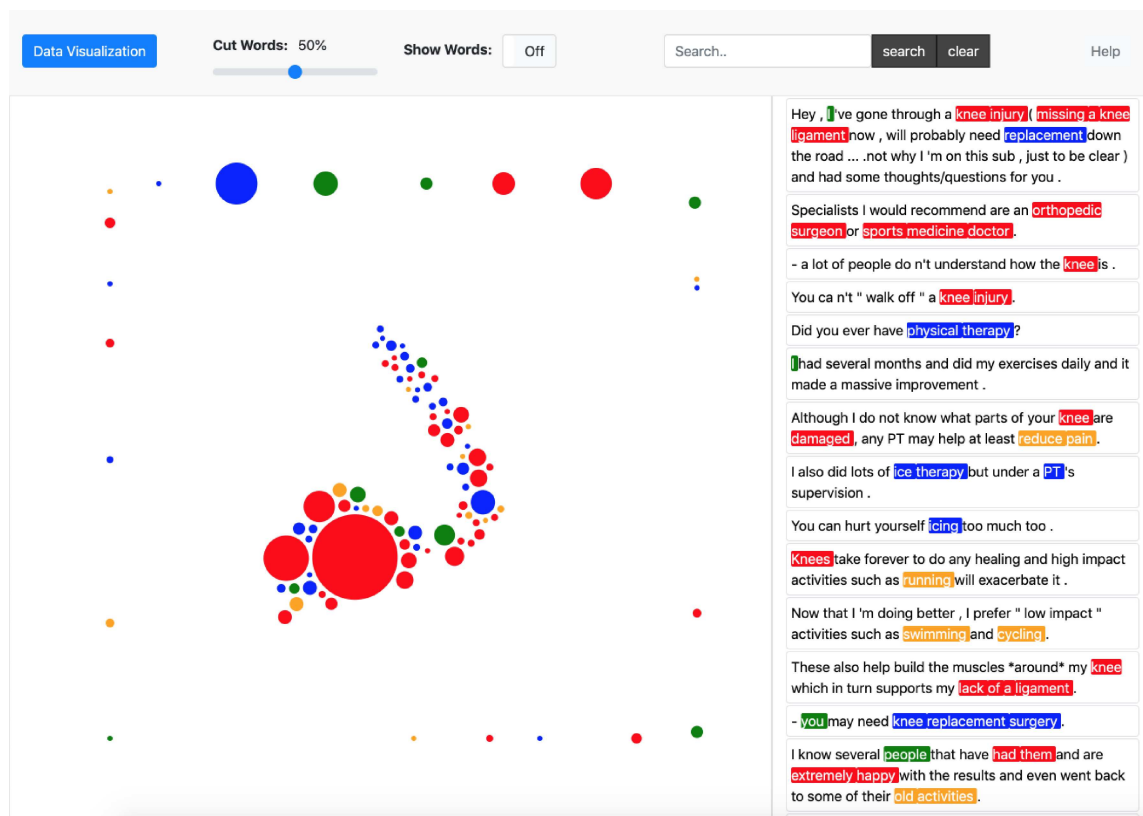 Data Visualization
Cut Words: 50%
Show Words: Off
Search..
search
clear
Help
Hey , I 've gone through a knee injury ( missing a knee
ligament now , will probably need replacement down
the road ... .not why I 'm on this sub , just to be clear )
and had some thoughts/questions for you .
Specialists I would recommend are an orthopedic
surgeon or sports medicine doctor .
- a lot of people do n't understand how the knee is .
You ca n't " walk off " a knee injury .
Did you ever have physical therapy ?
I had several months and did my exercises daily and it
made a massive improvement .
Although I do not know what parts of your knee are
damaged , any PT may help at least reduce pain .
I also did lots of ice therapy but under a PT 's
supervision .
You can hurt yourself icing too much too .
Knees take forever to do any healing and high impact
activities such as running will exacerbate it .
Now that I 'm doing better , I prefer " low impact "
activities such as swimming and cycling .
These also help build the muscles *around* my knee
which in turn supports my lack of a ligament .
- you may need knee replacement surgery .
I know several people that have had them and are
extremely happy with the results and even went back
to some of their old activities .